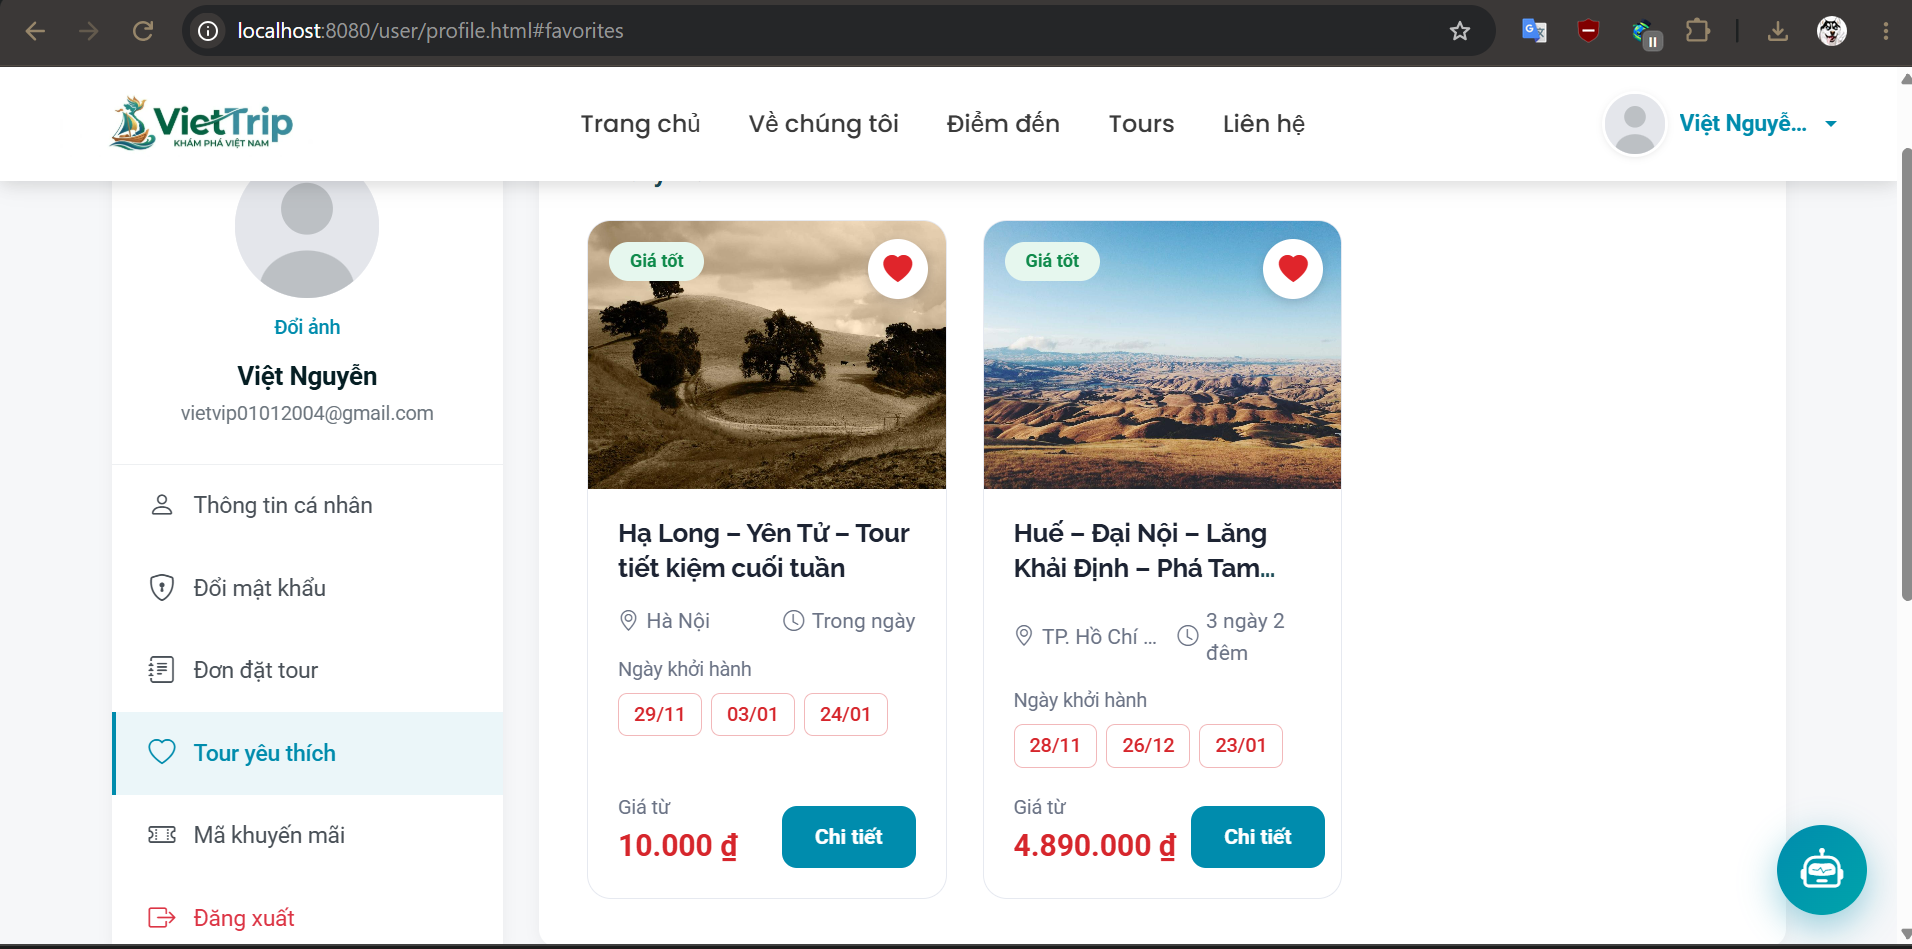 localhost:8080/user/profile.html#favorites
VietTrip
KHÁM PHÁ VIỆT NAM
Trang chủ
Về chúng tôi
Điểm đến
Tours
Liên hệ
Việt Nguyễ...
Đổi ảnh
Việt Nguyễn
vietvip01012004@gmail.com
Thông tin cá nhân
Đổi mật khẩu
Đơn đặt tour
Tour yêu thích
Mã khuyến mãi
Đăng xuất
Giá tốt
Hạ Long – Yên Tử – Tour
tiết kiệm cuối tuần
Hà Nội
Trong ngày
Ngày khởi hành
29/11
03/01
24/01
Giá từ
10.000 ₫
Chi tiết
Giá tốt
Huế – Đại Nội – Lăng
Khải Định – Phá Tam...
TP. Hồ Chí ...
3 ngày 2
đêm
Ngày khởi hành
28/11
26/12
23/01
Giá từ
4.890.000 ₫
Chi tiết